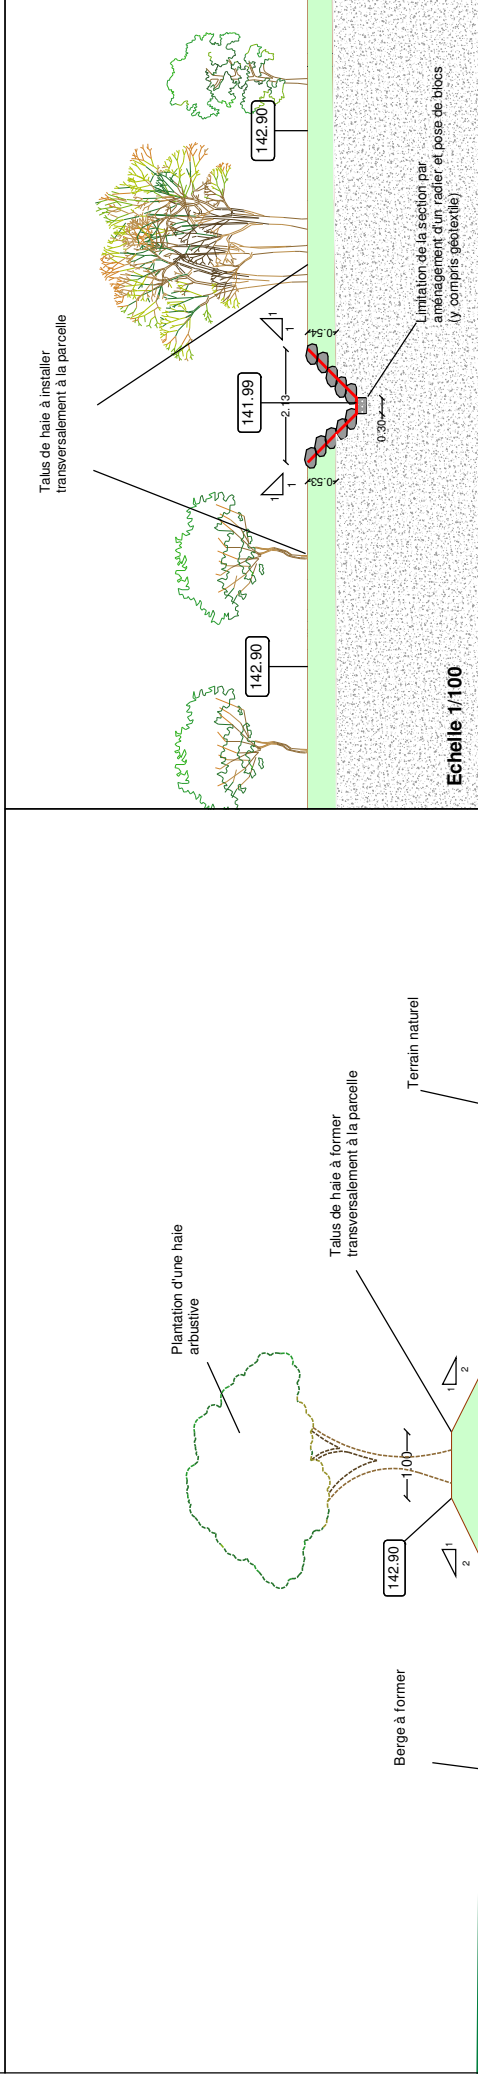 Berge à former
142.90
1
2
Plantation d'une haie
arbustive
1.00
1
2
Talus de haie à former
transversalement à la parcelle
Terrain naturel
Talus de haie à installer
transversalement à la parcelle
142.90
1
1
0.53
2.13
141.99
1
1
0.54
0.30
142.90
Limitation de la section par
aménagement d'un radier et pose de blocs
(y compris géotextile)
Echelle 1/100